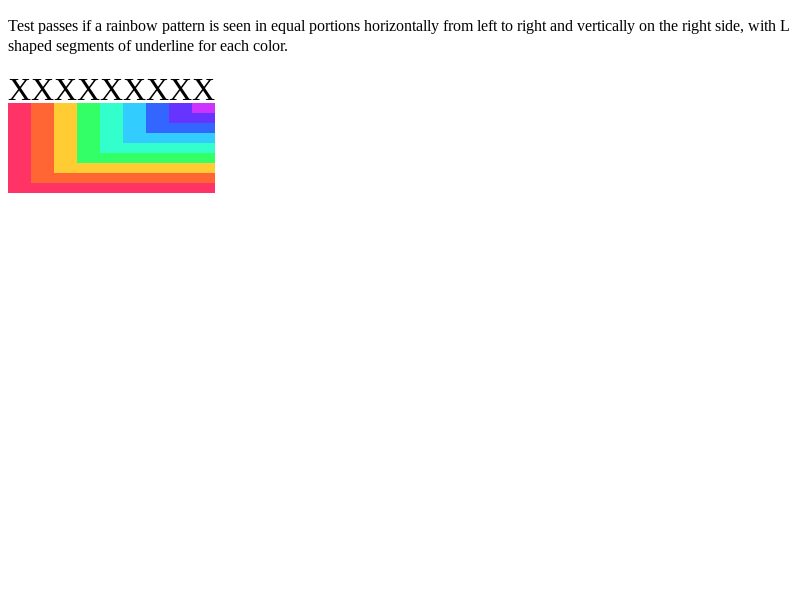 Test passes if a rainbow pattern is seen in equal portions horizontally from left to right and vertically on the right side, with L
shaped segments of underline for each color.
XXXXXXXXX